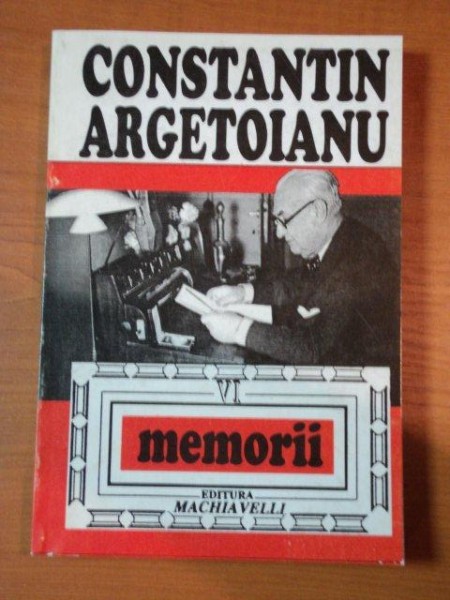 CONSTANTIN
ARGETOIANU
VI
memorii
EDITURA
MACHIAVELLI